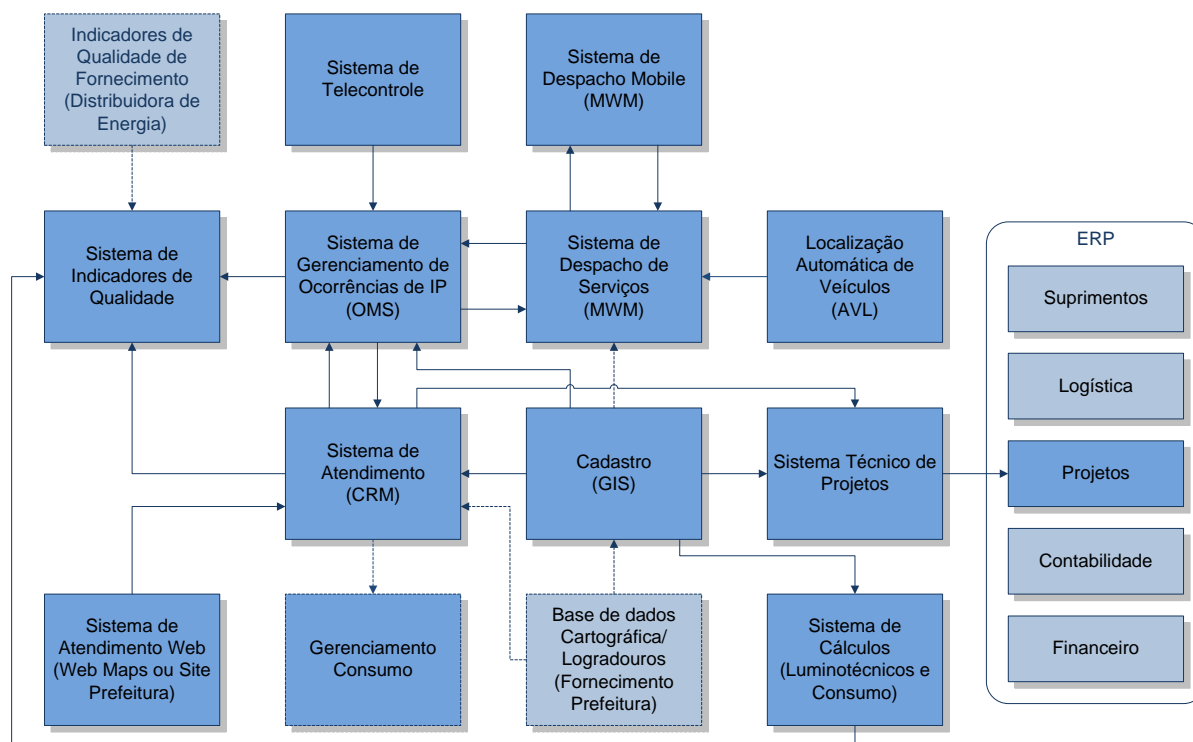 Indicadores de
Qualidade de
Fornecimento
(Distribuidora de
Energia)
Sistema de
Telecontrole
Sistema de
Despacho Mobile
(MWM)
Sistema de
Indicadores de
Qualidade
Sistema de
Gerenciamento de
Ocorrências de IP
(OMS)
Sistema de
Despacho de
Serviços
(MWM)
Localização
Automática de
Veículos
(AVL)
ERP
Suprimentos
Logística
Projetos
Contabilidade
Financeiro
Sistema de
Atendimento
(CRM)
Cadastro
(GIS)
Sistema Técnico de
Projetos
Sistema de
Atendimento Web
(Web Maps ou Site
Prefeitura)
Gerenciamento
Consumo
Base de dados
Cartográfica/
Logradouros
(Fornecimento
Prefeitura)
Sistema de
Cálculos
(Luminotécnicos e
Consumo)